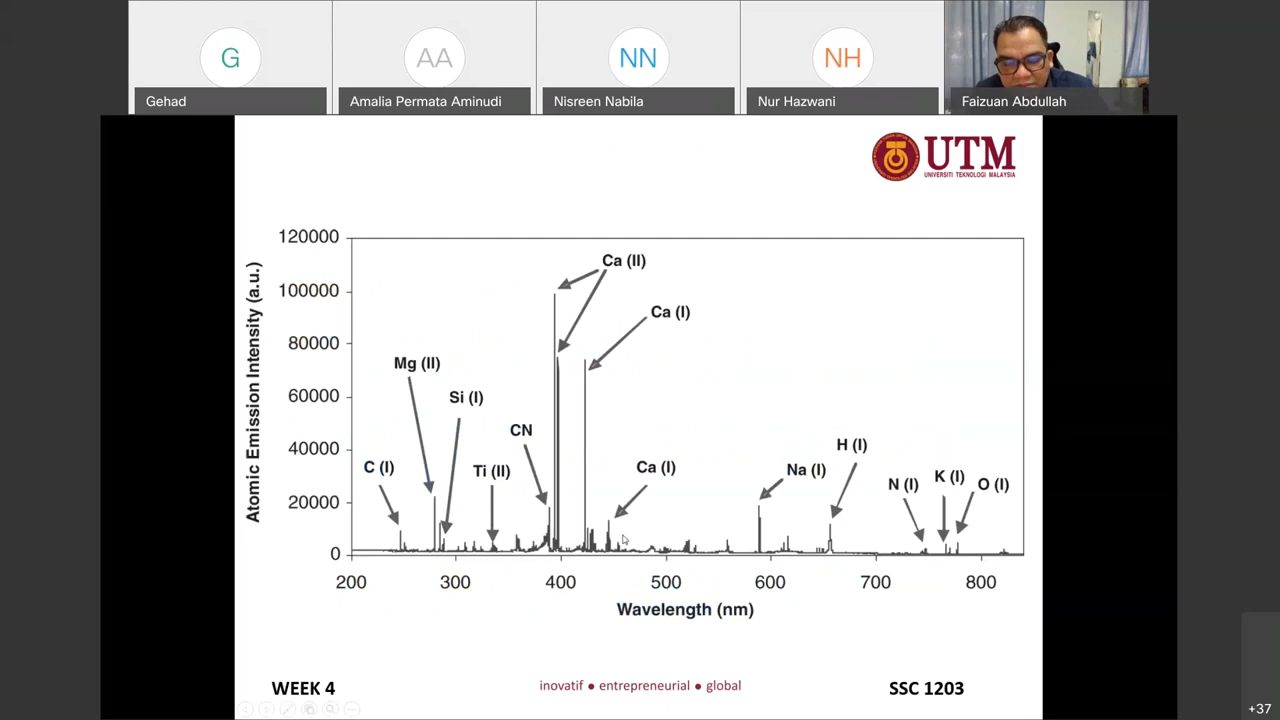 G
AA
NN
NH
Gehad
Amalia Permata Aminudi
Nisreen Nabila
Nur Hazwani
Faizuan Abdullah
UTM
UNIVERSITI TEKNOLOGI MALAYSIA
Atomic Emission Intensity (a.u.)
120000
100000
80000
60000
40000
20000
0
Ca (II)
Ca (I)
Mg (II)
Si (I)
CN
C (I)
Ti (II)
Ca (I)
Na (I)
H (I)
N (I)
K (I)
O (I)
200
300
400
500
600
700
800
Wavelength (nm)
WEEK 4
inovatif ● entrepreneurial ● global
SSC 1203
+37